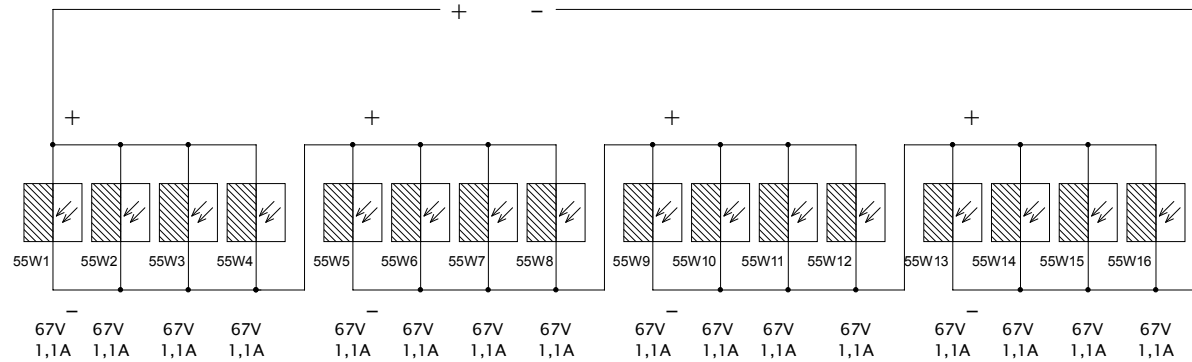 + −
+ + + +
55W1 55W2 55W3 55W4 55W5 55W6 55W7 55W8 55W9 55W10 55W11 55W12 55W13 55W14 55W15 55W16
− − − −
67V 67V 67V 67V 67V 67V 67V 67V 67V 67V 67V 67V 67V 67V 67V 67V
1,1A 1,1A 1,1A 1,1A 1,1A 1,1A 1,1A 1,1A 1,1A 1,1A 1,1A 1,1A 1,1A 1,1A 1,1A 1,1A